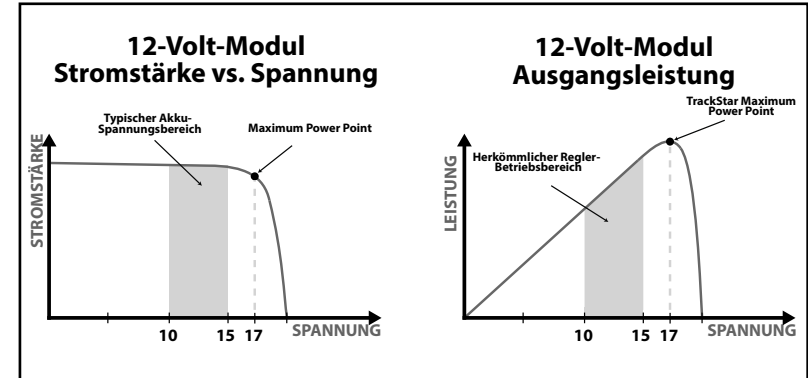 12-Volt-Modul
Stromstärke vs. Spannung
Typischer Akku-
Spannungsbereich
Maximum Power Point
STROMSTÄRKE
10 15 17 SPANNUNG
12-Volt-Modul
Ausgangsleistung
TrackStar Maximum
Power Point
Herkömmlicher Regler-
Betriebsbereich
LEISTUNG
10 15 17 SPANNUNG